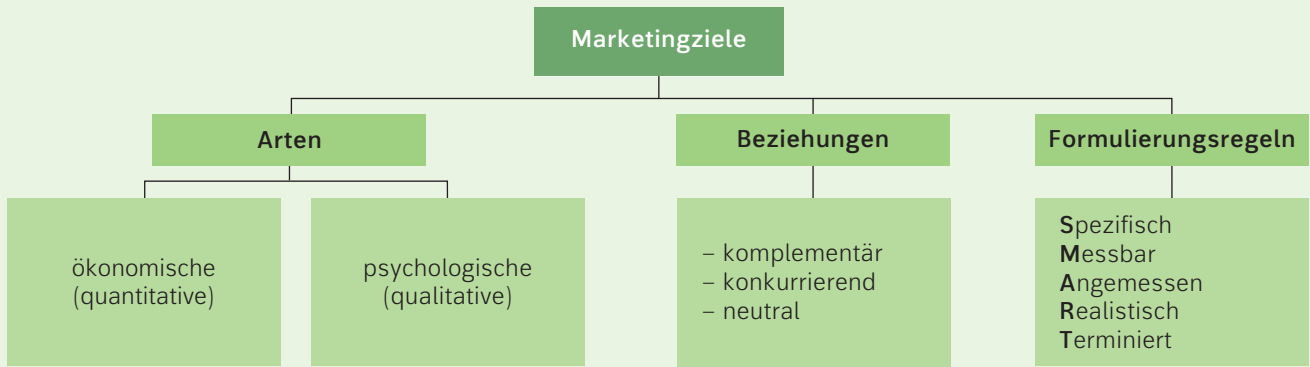 Marketingziele
Arten
Beziehungen
Formulierungsregeln
ökonomische
(quantitative)
psychologische
(qualitative)
– komplementär
– konkurrierend
– neutral
Spezifisch
Messbar
Angemessen
Realistisch
Terminiert